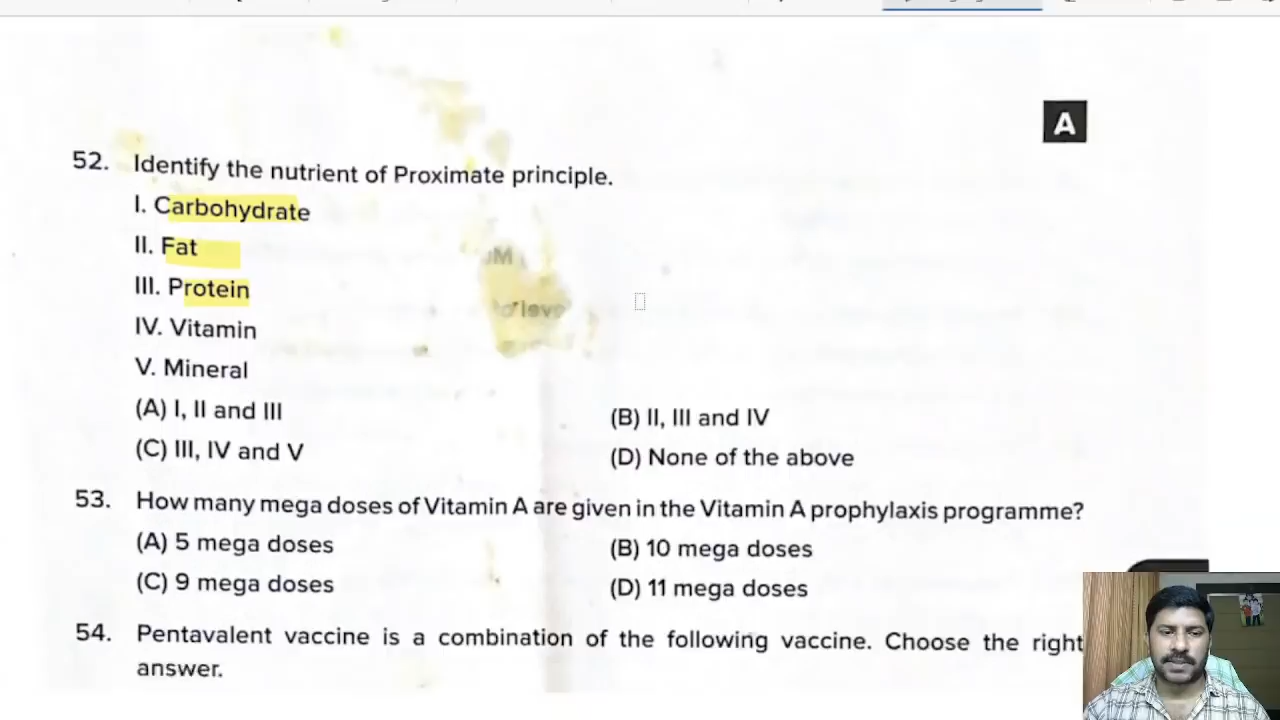 A
52. Identify the nutrient of Proximate principle.
I. Carbohydrate
II. Fat
III. Protein
IV. Vitamin
V. Mineral
(A) I, II and III
(B) II, III and IV
(C) III, IV and V
(D) None of the above
53. How many mega doses of Vitamin A are given in the Vitamin A prophylaxis programme?
(A) 5 mega doses
(B) 10 mega doses
(C) 9 mega doses
(D) 11 mega doses
54. Pentavalent vaccine is a combination of the following vaccine. Choose the right
answer.